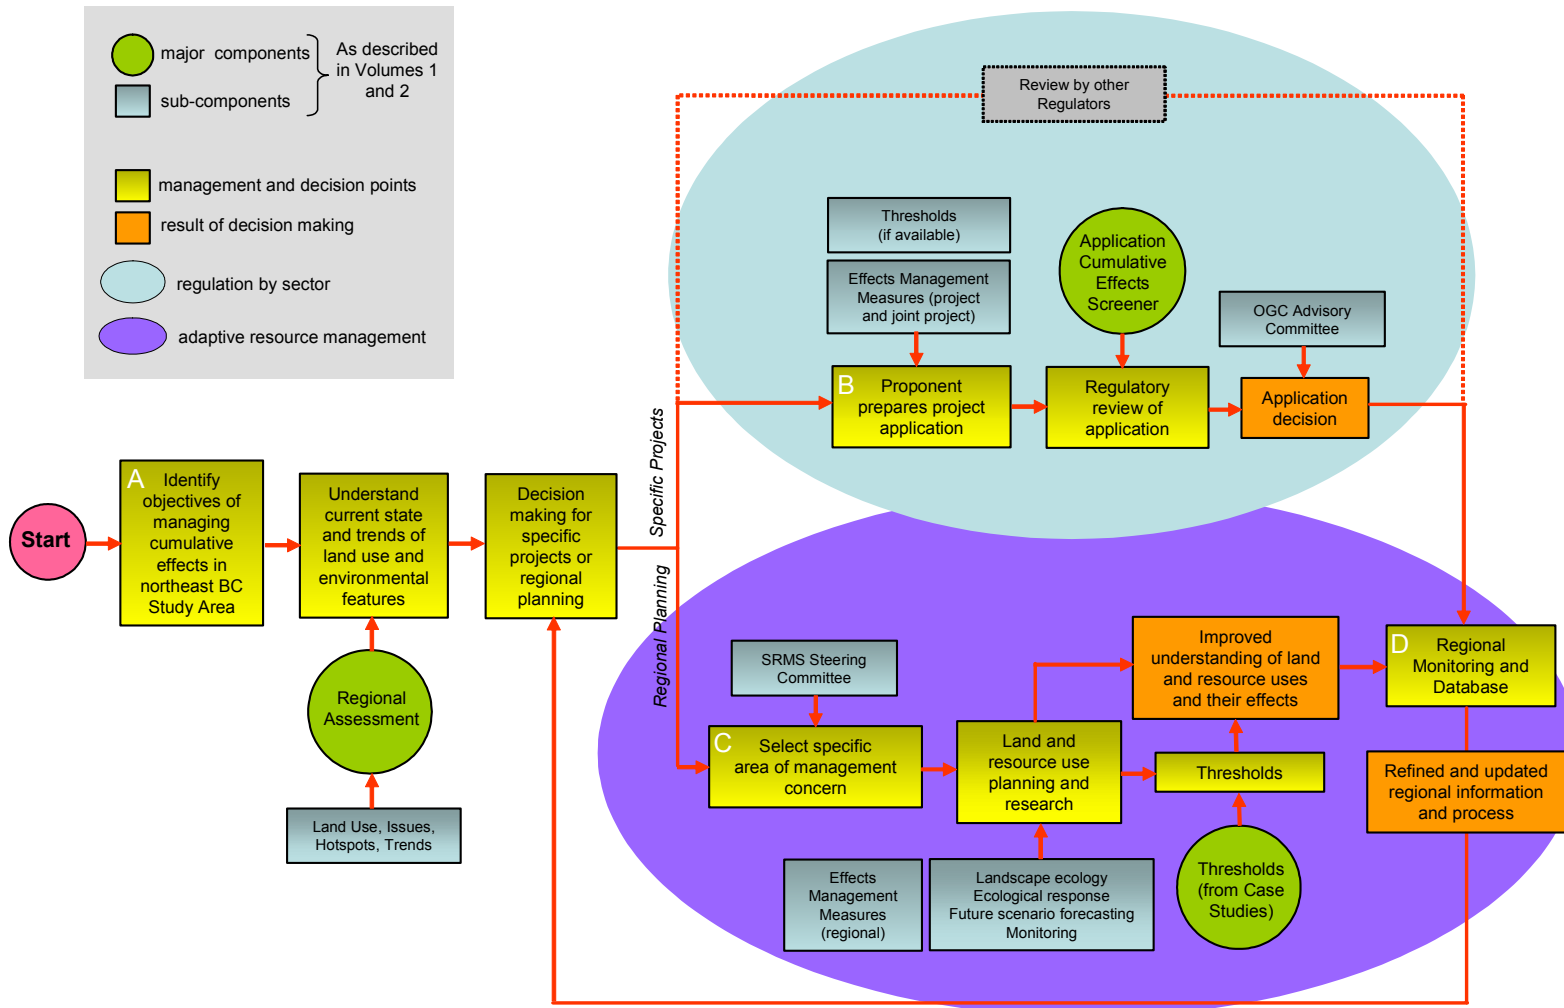 major components
sub-components
As described
in Volumes 1
and 2
management and decision points
result of decision making
regulation by sector
adaptive resource management
Review by other
Regulators
Thresholds
(if available)
Effects Management
Measures (project
and joint project)
Application
Cumulative
Effects
Screener
OGC Advisory
Committee
B
Proponent
prepares project
application
Regulatory
review of
application
Application
decision
Specific Projects
Regional Planning
Start
A
Identify
objectives of
managing
cumulative
effects in
northeast BC
Study Area
Understand
current state
and trends of
land use and
environmental
features
Decision
making for
specific
projects or
regional
planning
Regional
Assessment
Land Use, Issues,
Hotspots, Trends
SRMS Steering
Committee
C
Select specific
area of management
concern
Land and
resource use
planning and
research
Improved
understanding of land
and resource uses
and their effects
Thresholds
D
Regional
Monitoring and
Database
Refined and updated
regional information
and process
Effects
Management
Measures
(regional)
Landscape ecology
Ecological response
Future scenario forecasting
Monitoring
Thresholds
(from Case
Studies)